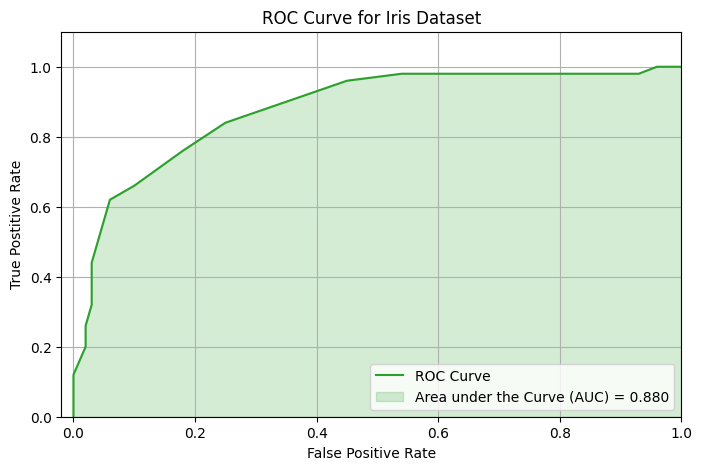 ROC Curve for Iris Dataset
True Postitive Rate
1.0
0.8
0.6
0.4
0.2
0.0
ROC Curve
Area under the Curve (AUC) = 0.880
0.0 0.2 0.4 0.6 0.8 1.0
False Positive Rate